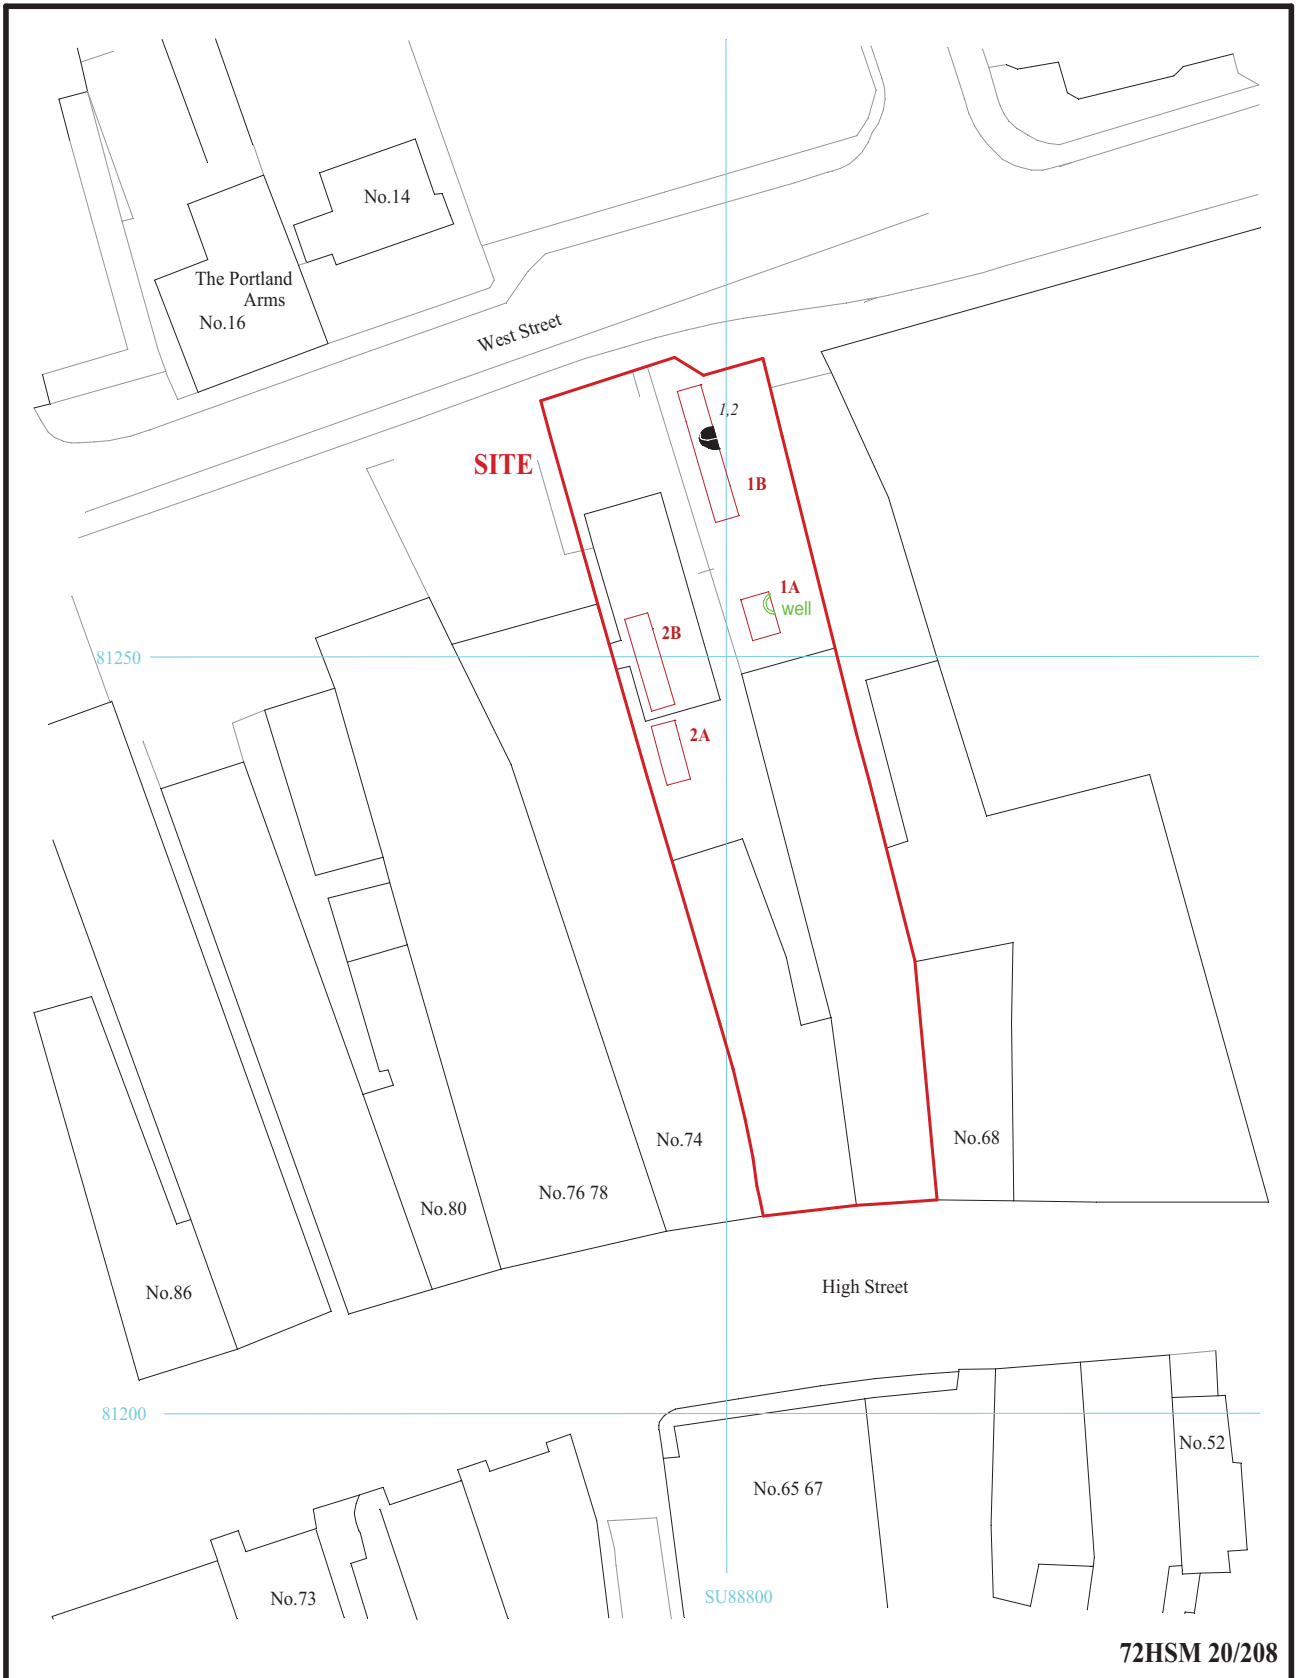 No.14
The Portland
Arms
No.16
West Street
1,2
SITE
1B
1A
well
2B
81250
2A
No.74
No.68
No.76 78
No.80
No.86
High Street
81200
No.52
No.65 67
No.73
SU88800
72HSM 20/208